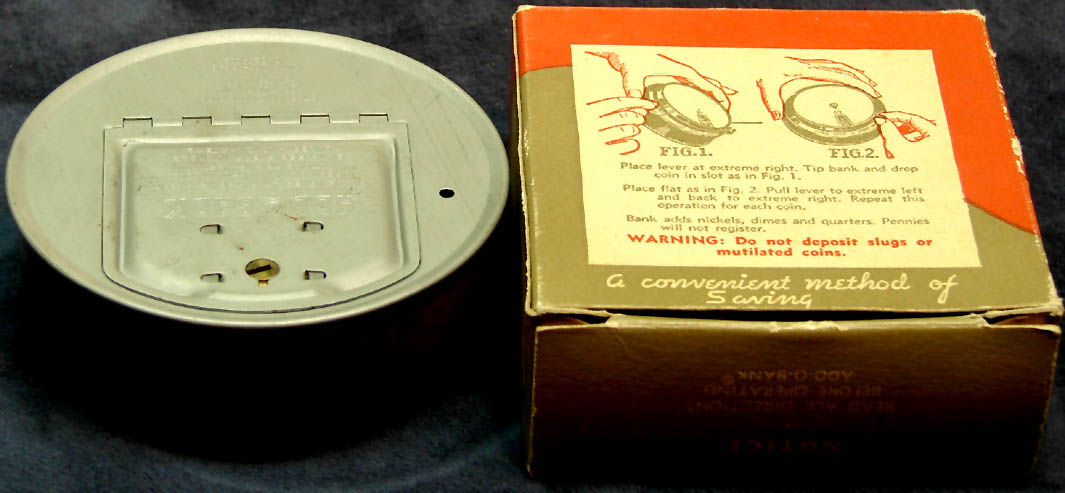 FIG.1.
FIG.2.
Place lever at extreme right. Tip bank and drop
coin in slot as in Fig. 1.
Place flat as in Fig. 2. Pull lever to extreme left
and back to extreme right. Repeat this
operation for each coin.
Bank adds nickels, dimes and quarters. Pennies
will not register.
WARNING: Do not deposit slugs or
mutilated coins.
a convenient method of
Saving
NOTICE
READ ALL DIRECTIONS
BEFORE OPERATING
ADD-O-BANK®